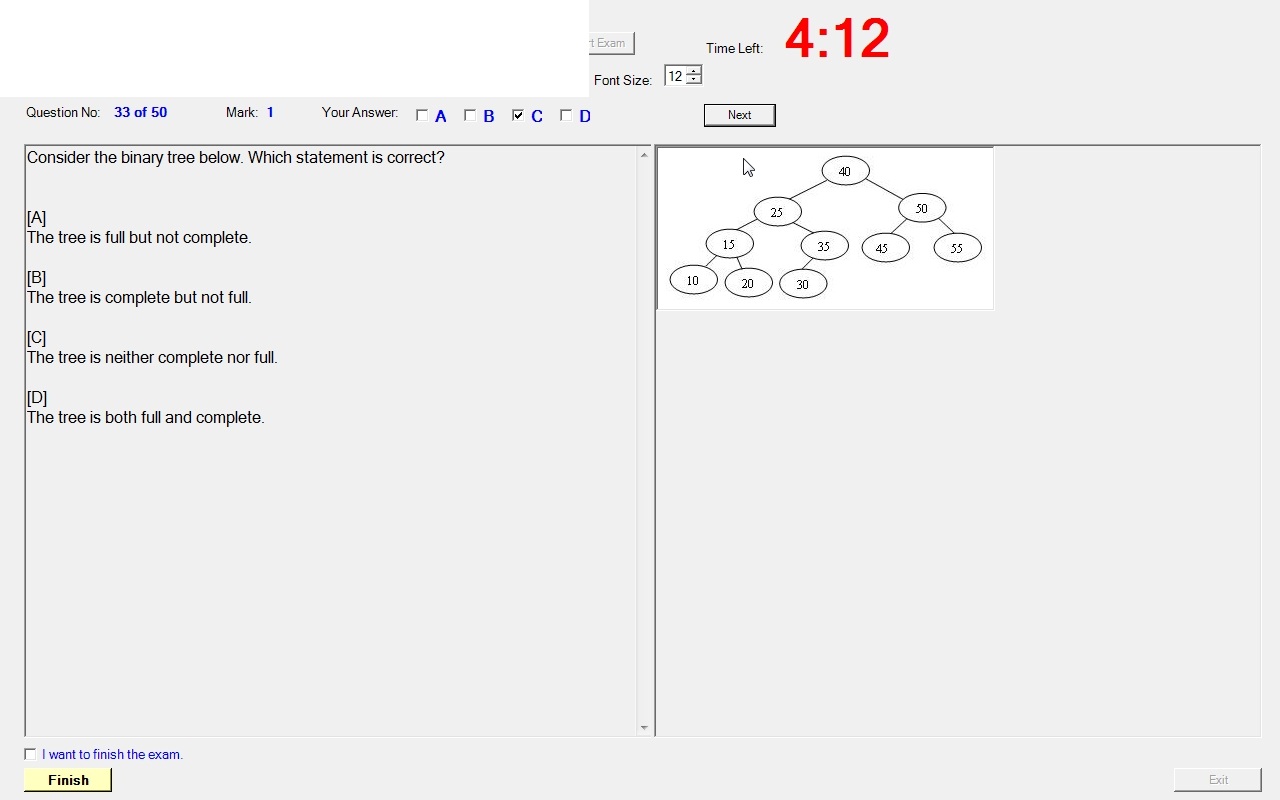 t Exam
Time Left: 4:12
Font Size: 12
Question No: 33 of 50 Mark: 1 Your Answer: A B C D Next
Consider the binary tree below. Which statement is correct?
[A]
The tree is full but not complete.
[B]
The tree is complete but not full.
[C]
The tree is neither complete nor full.
[D]
The tree is both full and complete.
40
25 50
15 35 45 55
10 20 30
I want to finish the exam.
Finish Exit